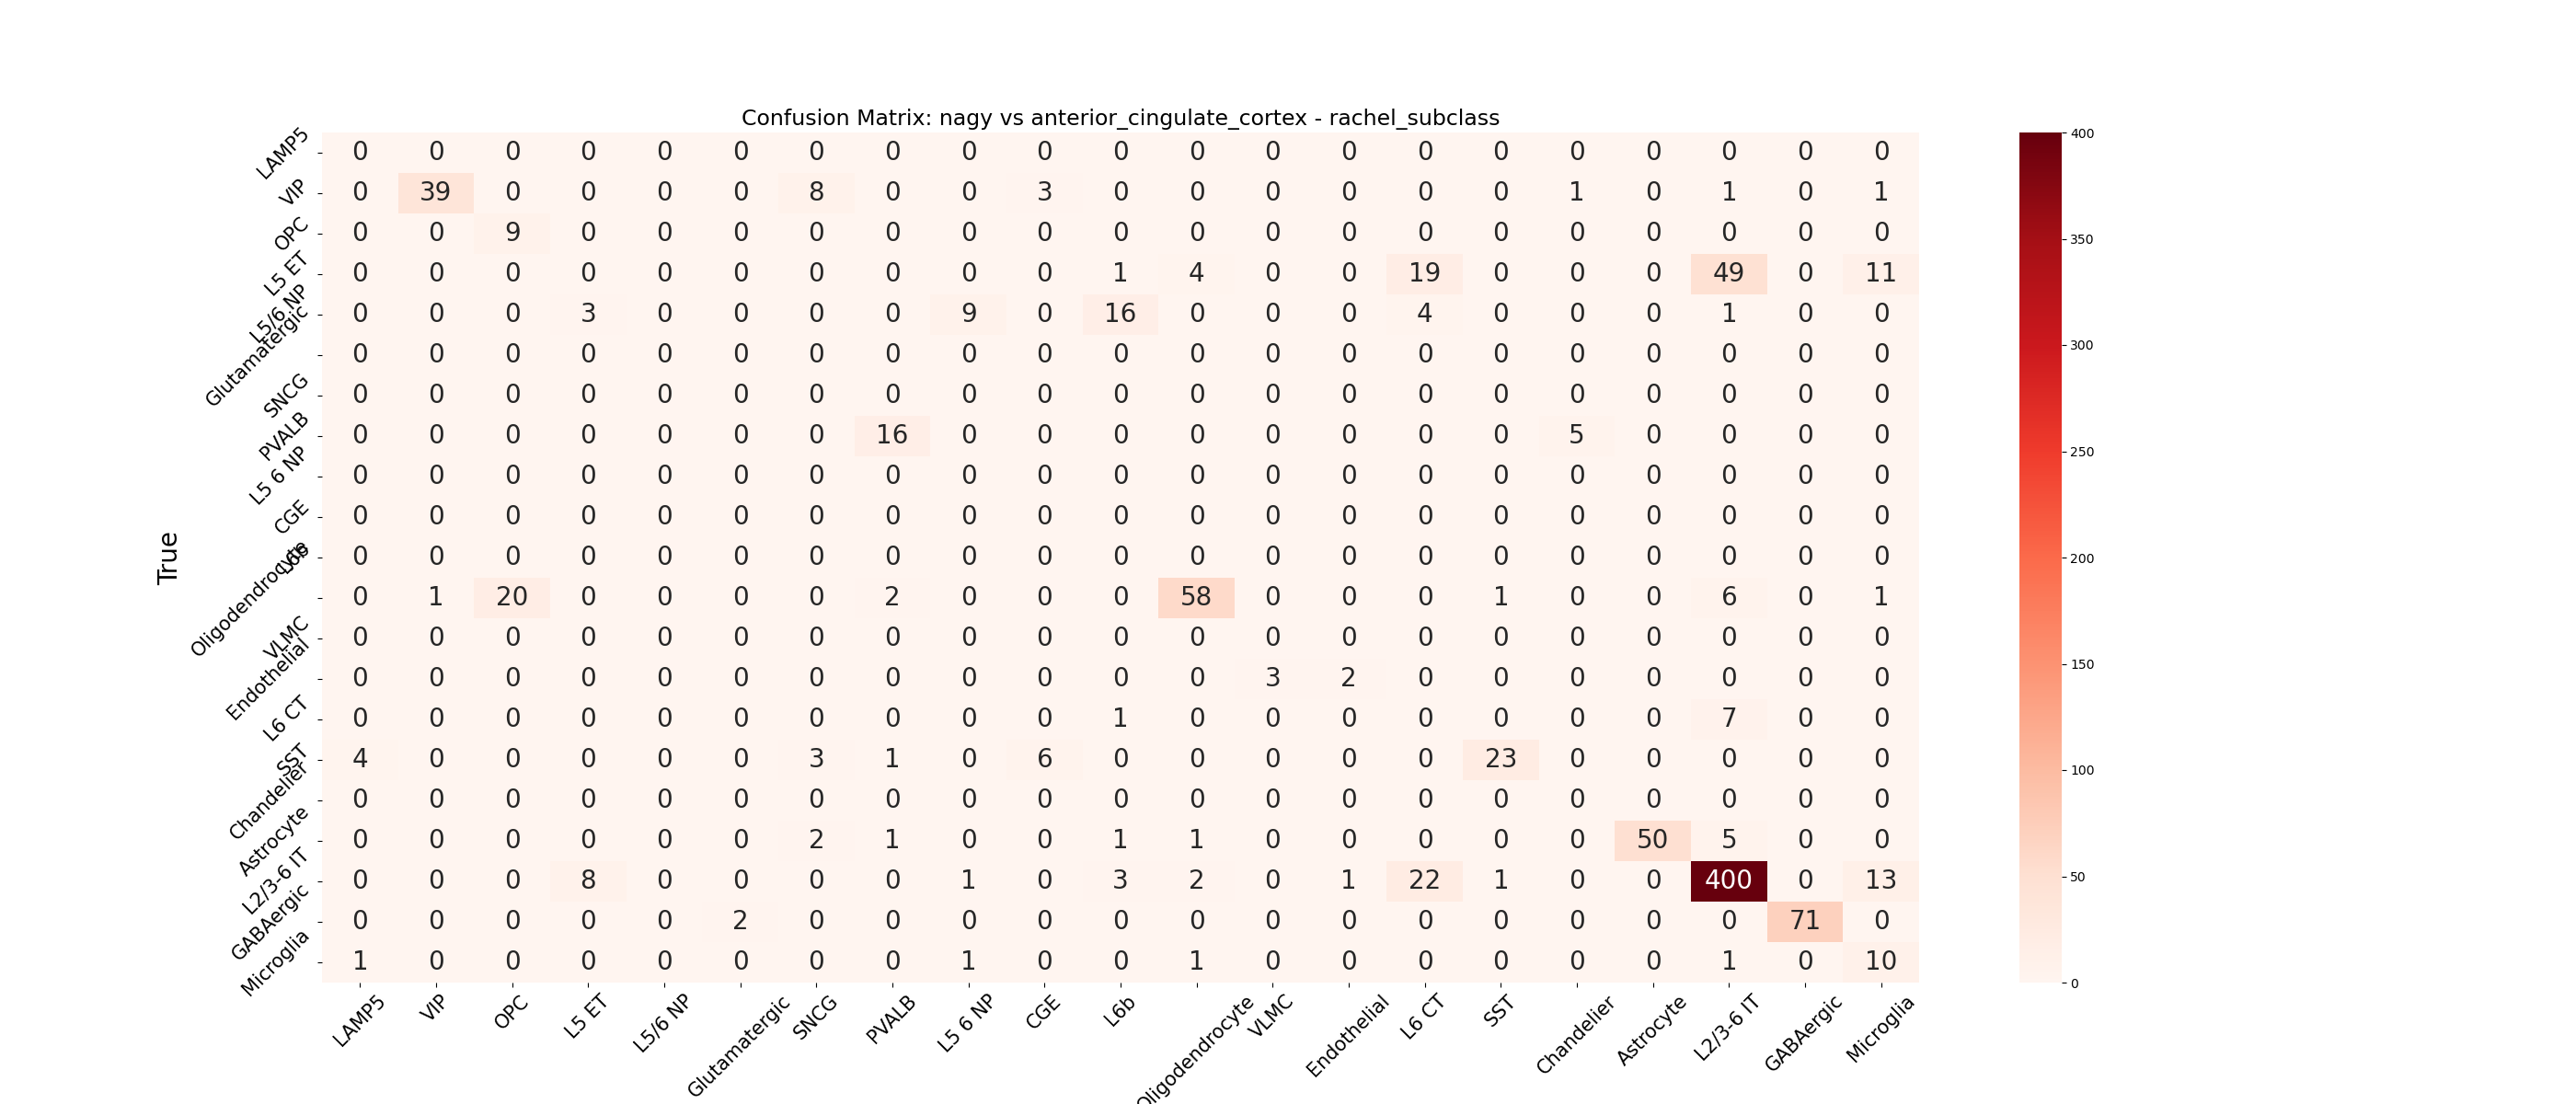 Confusion Matrix: nagy vs anterior_cingulate_cortex - rachel_subclass
True
LAMP5 0 0 0 0 0 0 0 0 0 0 0 0 0 0 0 0 0 0 0 0 0
VIP 0 39 0 0 0 0 8 0 0 3 0 0 0 0 0 0 1 0 1 0 1
OPC 0 0 9 0 0 0 0 0 0 0 0 0 0 0 0 0 0 0 0 0 0
L5 ET 0 0 0 0 0 0 0 0 0 0 1 4 0 0 19 0 0 0 49 0 11
L5/6 NP 0 0 0 3 0 0 0 0 9 0 16 0 0 0 4 0 0 0 1 0 0
Glutamatergic 0 0 0 0 0 0 0 0 0 0 0 0 0 0 0 0 0 0 0 0 0
SNCG 0 0 0 0 0 0 0 0 0 0 0 0 0 0 0 0 0 0 0 0 0
PVALB 0 0 0 0 0 0 0 16 0 0 0 0 0 0 0 0 5 0 0 0 0
L5 6 NP 0 0 0 0 0 0 0 0 0 0 0 0 0 0 0 0 0 0 0 0 0
CGE 0 0 0 0 0 0 0 0 0 0 0 0 0 0 0 0 0 0 0 0 0
L6b 0 0 0 0 0 0 0 0 0 0 0 0 0 0 0 0 0 0 0 0 0
Oligodendrocyte 0 1 20 0 0 0 0 2 0 0 0 58 0 0 0 1 0 0 6 0 1
VLMC 0 0 0 0 0 0 0 0 0 0 0 0 0 0 0 0 0 0 0 0 0
Endothelial 0 0 0 0 0 0 0 0 0 0 0 0 3 2 0 0 0 0 0 0 0
L6 CT 0 0 0 0 0 0 0 0 0 0 1 0 0 0 0 0 0 0 7 0 0
SST 4 0 0 0 0 0 3 1 0 6 0 0 0 0 0 23 0 0 0 0 0
Chandelier 0 0 0 0 0 0 0 0 0 0 0 0 0 0 0 0 0 0 0 0 0
Astrocyte 0 0 0 0 0 0 2 1 0 0 1 1 0 0 0 0 0 50 5 0 0
L2/3-6 IT 0 0 0 8 0 0 0 0 1 0 3 2 0 1 22 1 0 0 400 0 13
GABAergic 0 0 0 0 0 2 0 0 0 0 0 0 0 0 0 0 0 0 0 71 0
Microglia 1 0 0 0 0 0 0 0 1 0 0 1 0 0 0 0 0 0 1 0 10
LAMP5 VIP OPC L5 ET L5/6 NP Glutamatergic SNCG PVALB L5 6 NP CGE L6b Oligodendrocyte VLMC Endothelial L6 CT SST Chandelier Astrocyte L2/3-6 IT GABAergic Microglia
400
350
300
250
200
150
100
50
0